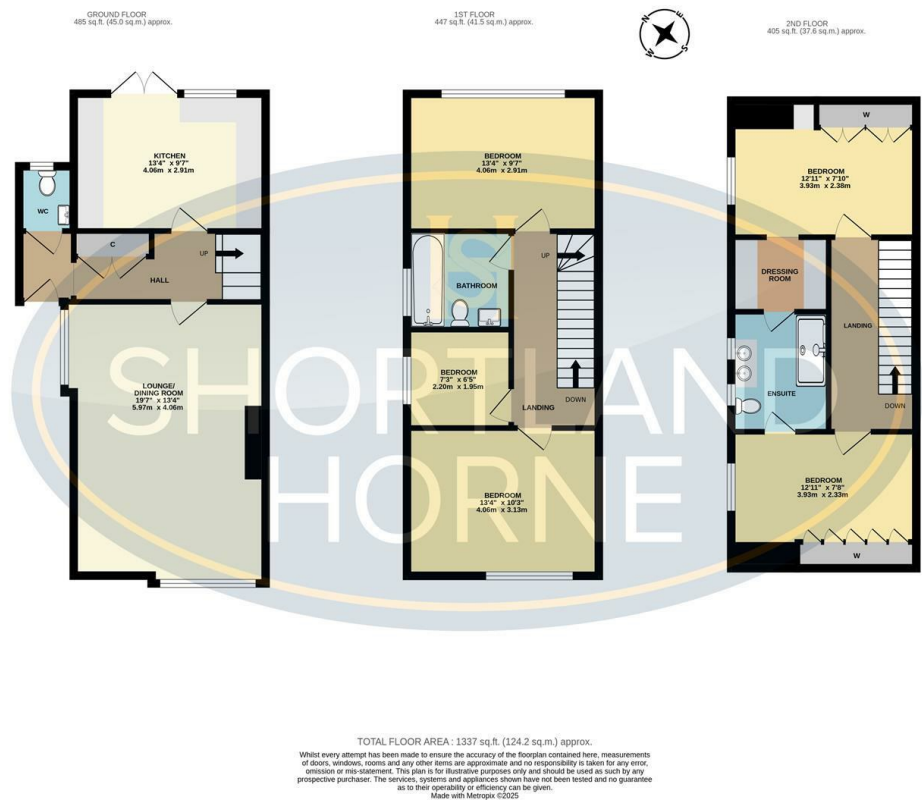 GROUND FLOOR
485 sq.ft. (45.0 sq.m.) approx.
1ST FLOOR
447 sq.ft. (41.5 sq.m.) approx.
2ND FLOOR
405 sq.ft. (37.6 sq.m.) approx.
N
E
S
W
KITCHEN
13'4" x 9'7"
4.06m x 2.91m
WC
C
UP
HALL
LOUNGE/
DINING ROOM
19'7" x 13'4"
5.97m x 4.06m
BEDROOM
13'4" x 9'7"
4.06m x 2.91m
UP
BATHROOM
BEDROOM
7'3" x 6'5"
2.20m x 1.95m
DOWN
LANDING
BEDROOM
13'4" x 10'3"
4.06m x 3.13m
W
BEDROOM
12'11" x 7'10"
3.93m x 2.38m
DRESSING
ROOM
LANDING
ENSUITE
DOWN
BEDROOM
12'11" x 7'8"
3.93m x 2.33m
W
SH
SHORTLAND
HORNE
TOTAL FLOOR AREA : 1337 sq.ft. (124.2 sq.m.) approx.
Whilst every attempt has been made to ensure the accuracy of the floorplan contained here, measurements
of doors, windows, rooms and any other items are approximate and no responsibility is taken for any error,
omission or mis-statement. This plan is for illustrative purposes only and should be used as such by any
prospective purchaser. The services, systems and appliances shown have not been tested and no guarantee
as to their operability or efficiency can be given.
Made with Metropix ©2025